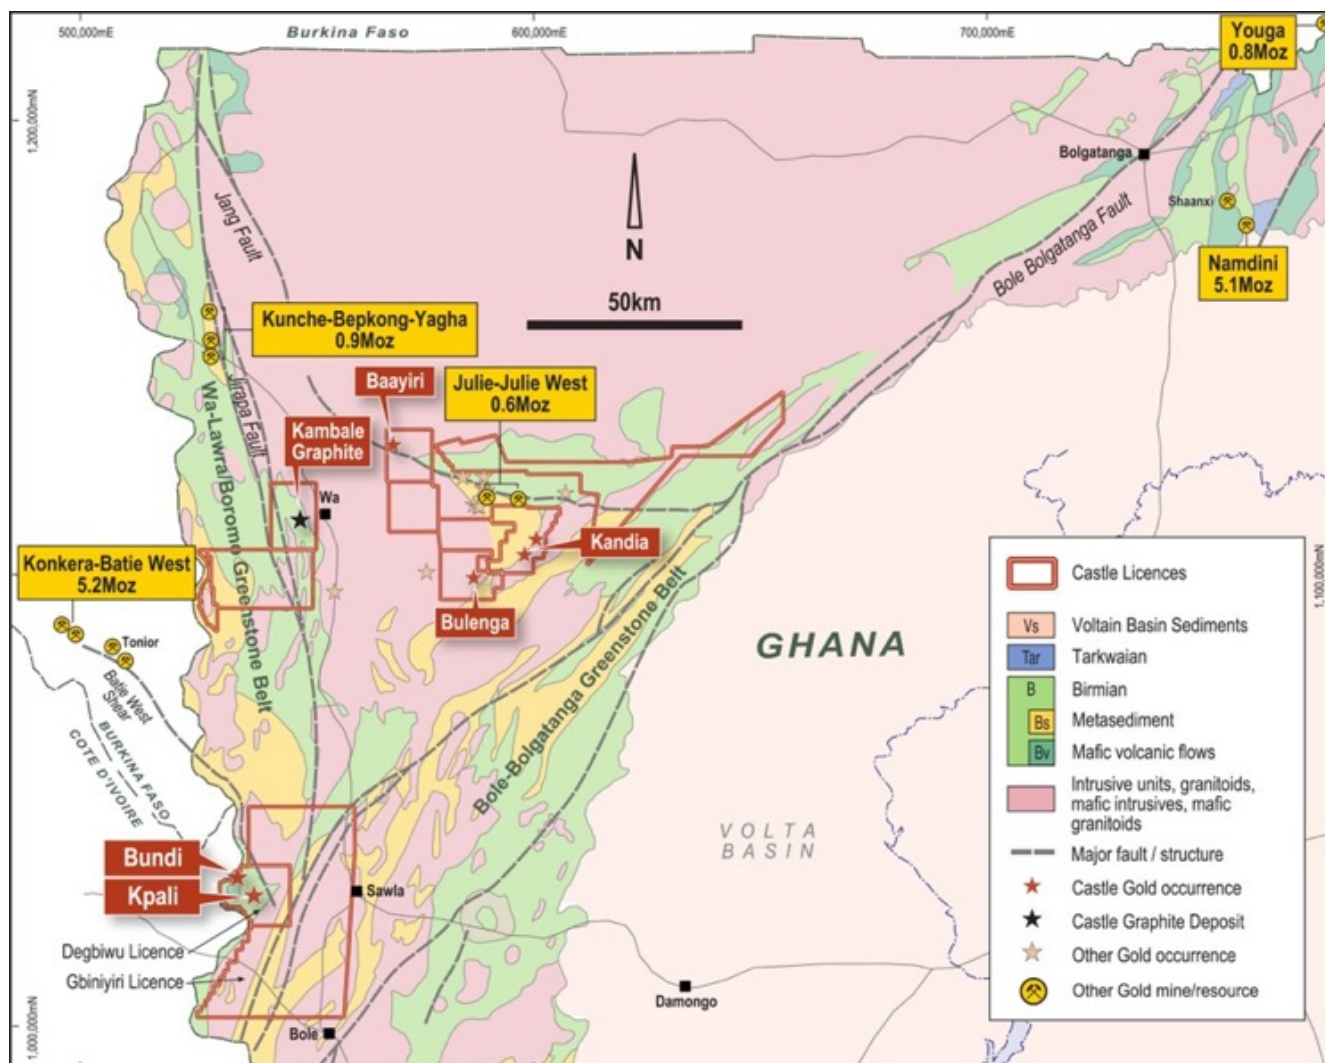 500,000mE
Burkina Faso
600,000mE
700,000mE
Youga
0.8Moz
1,200,000mN
Bolgatanga
Jang Fault
N
Shaanxi
Bole Bolgatanga Fault
Namdini
5.1Moz
50km
Kunche-Bepkong-Yagha
0.9Moz
Baayiri
Julie-Julie West
0.6Moz
Jirapa Fault
Wa-Lawra/Boromo Greenstone Belt
Kambale
Graphite
Wa
Kandia
Konkera-Batie West
5.2Moz
Bulenga
Tonior
Batie West
Shear
BURKINA FASO
COTE D'IVOIRE
GHANA
Bole-Bolgatanga Greenstone Belt
1,100,000mN
Castle Licences
Vs Voltain Basin Sediments
Tar Tarkwaian
B Birmian
Bs Metasediment
Bv Mafic volcanic flows
Intrusive units, granitoids,
mafic intrusives, mafic
granitoids
Major fault / structure
Castle Gold occurrence
Castle Graphite Deposit
Other Gold occurrence
Other Gold mine/resource
VOLTA
BASIN
Bundi
Kpali
Sawla
Degbiwu Licence
Gbiniyiri Licence
Damongo
Bole
1,000,000mN